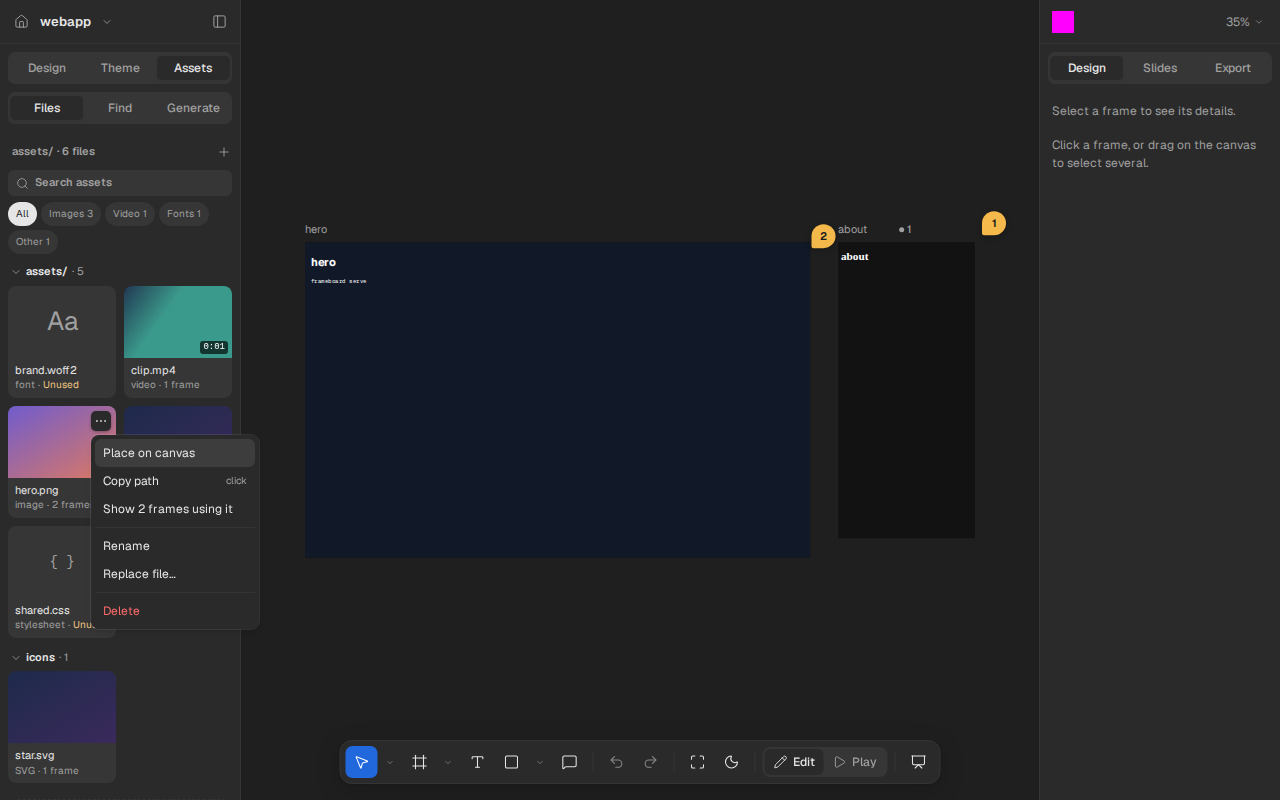 webapp
35%
Design Theme Assets
Files Find Generate
Design Slides Export
Select a frame to see its details.
Click a frame, or drag on the canvas
to select several.
assets/ · 6 files
Search assets
All Images 3 Video 1 Fonts 1
Other 1
assets/ · 5
Aa
0:01
brand.woff2
font · Unused
clip.mp4
video · 1 frame
hero.png
image · 2 frames
Place on canvas
Copy path click
Show 2 frames using it
Rename
Replace file…
Delete
{ }
shared.css
stylesheet ·
icons · 1
star.svg
SVG · 1 frame
hero
2
about
1
1
hero
frameboard serve
about
Edit Play